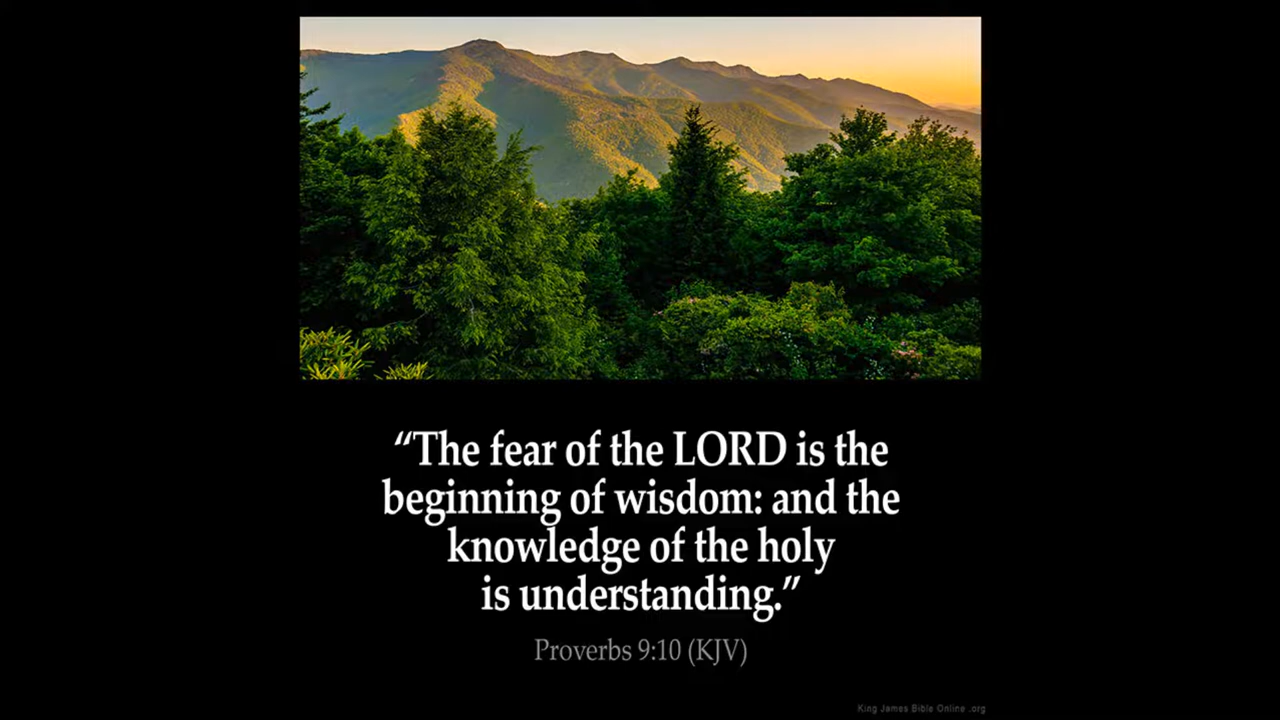 “The fear of the LORD is the
beginning of wisdom: and the
knowledge of the holy
is understanding.”
Proverbs 9:10 (KJV)
King James Bible Online .org